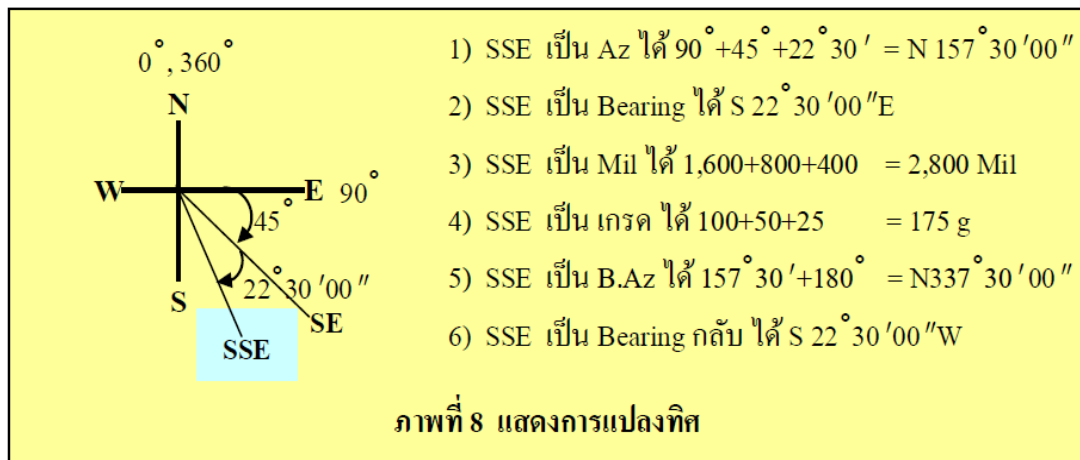 0°, 360°
N
W
E 90°
45°
S
22°30′00″
SE
SSE
1) SSE เป็น Az ได้ 90°+45°+22°30′ = N 157°30′00″
2) SSE เป็น Bearing ได้ S 22°30′00″E
3) SSE เป็น Mil ได้ 1,600+800+400 = 2,800 Mil
4) SSE เป็น เกรด ได้ 100+50+25 = 175 g
5) SSE เป็น B.Az ได้ 157°30′+180° = N337°30′00″
6) SSE เป็น Bearing กลับ ได้ S 22°30′00″W
ภาพที่ 8 แสดงการแปลงทิศ